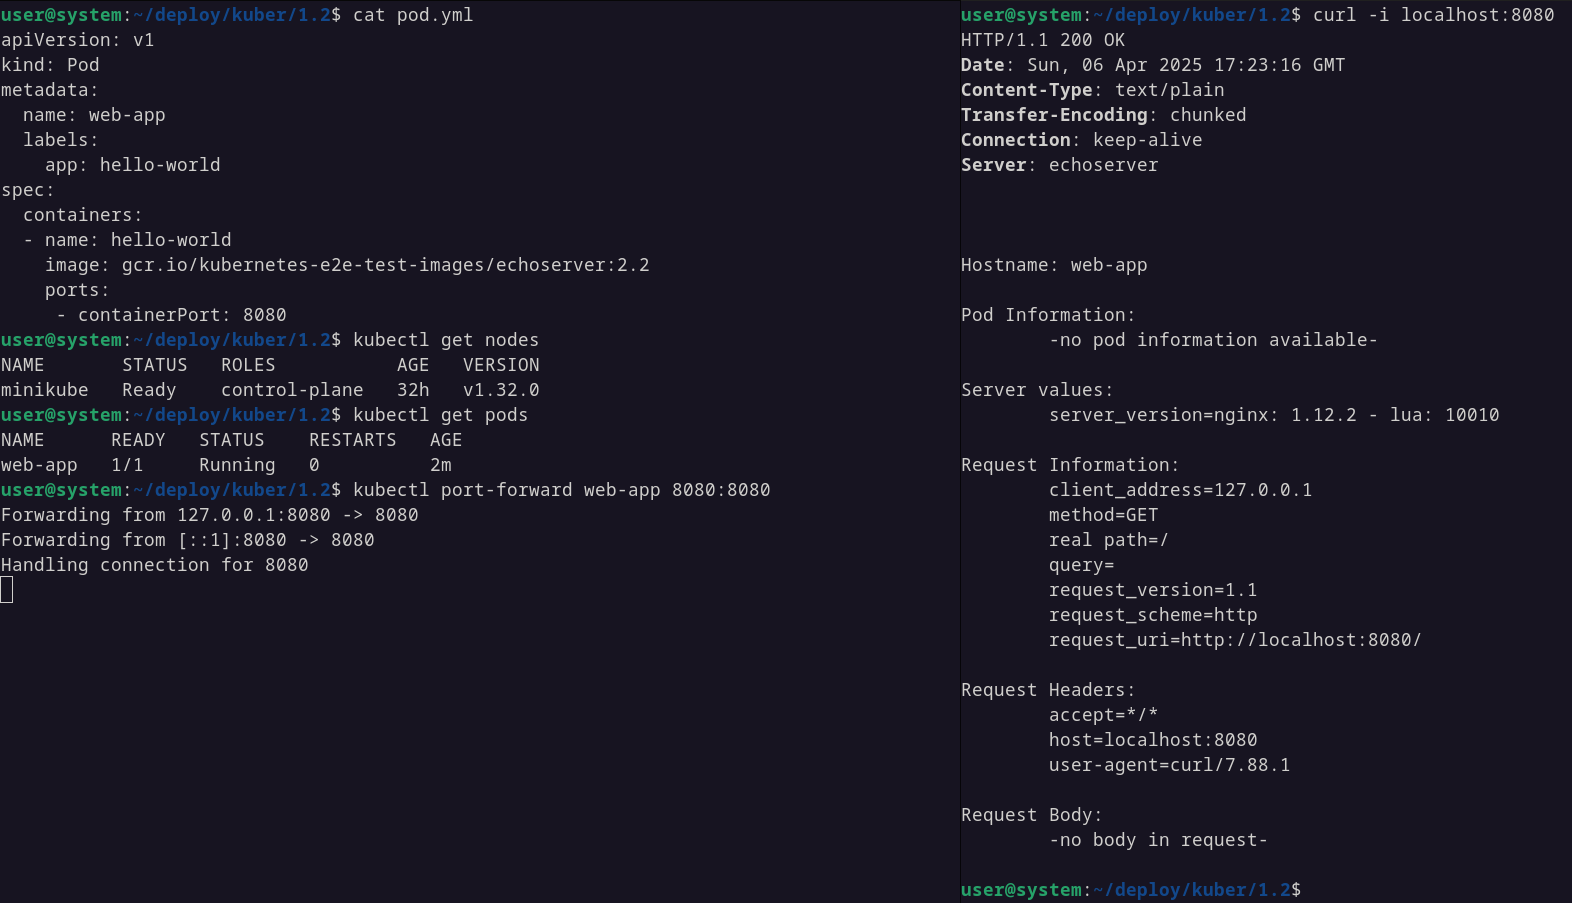 user@system:~/deploy/kuber/1.2$ cat pod.yml
apiVersion: v1
kind: Pod
metadata:
  name: web-app
  labels:
    app: hello-world
spec:
  containers:
  - name: hello-world
    image: gcr.io/kubernetes-e2e-test-images/echoserver:2.2
    ports:
     - containerPort: 8080
user@system:~/deploy/kuber/1.2$ kubectl get nodes
NAME       STATUS   ROLES           AGE   VERSION
minikube   Ready    control-plane   32h   v1.32.0
user@system:~/deploy/kuber/1.2$ kubectl get pods
NAME      READY   STATUS    RESTARTS   AGE
web-app   1/1     Running   0          2m
user@system:~/deploy/kuber/1.2$ kubectl port-forward web-app 8080:8080
Forwarding from 127.0.0.1:8080 -> 8080
Forwarding from [::1]:8080 -> 8080
Handling connection for 8080
user@system:~/deploy/kuber/1.2$ curl -i localhost:8080
HTTP/1.1 200 OK
Date: Sun, 06 Apr 2025 17:23:16 GMT
Content-Type: text/plain
Transfer-Encoding: chunked
Connection: keep-alive
Server: echoserver
Hostname: web-app
Pod Information:
        -no pod information available-
Server values:
        server_version=nginx: 1.12.2 - lua: 10010
Request Information:
        client_address=127.0.0.1
        method=GET
        real path=/
        query=
        request_version=1.1
        request_scheme=http
        request_uri=http://localhost:8080/
Request Headers:
        accept=*/*
        host=localhost:8080
        user-agent=curl/7.88.1
Request Body:
        -no body in request-
user@system:~/deploy/kuber/1.2$